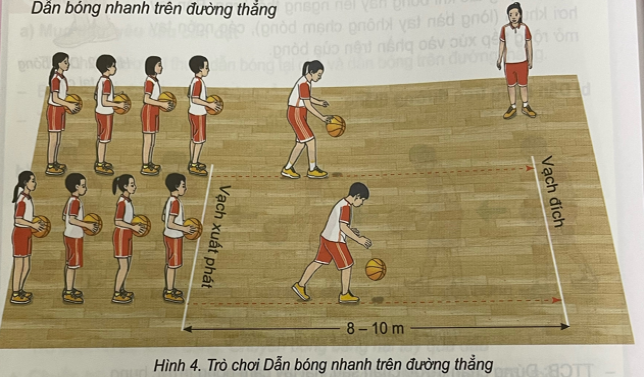 Dẫn bóng nhanh trên đường thẳng
Vạch xuất phát
Vạch đích
8 – 10 m
Hình 4. Trò chơi Dẫn bóng nhanh trên đường thẳng